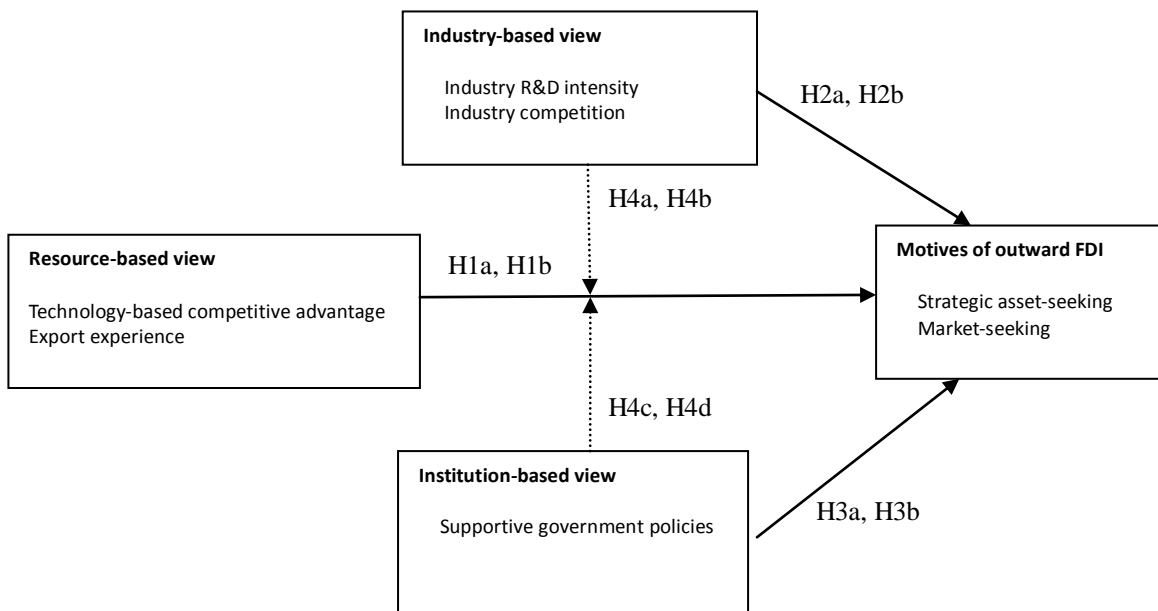 Industry-based view
Industry R&D intensity
Industry competition
H2a, H2b
H4a, H4b
Resource-based view
Technology-based competitive advantage
Export experience
H1a, H1b
Motives of outward FDI
Strategic asset-seeking
Market-seeking
H4c, H4d
Institution-based view
Supportive government policies
H3a, H3b